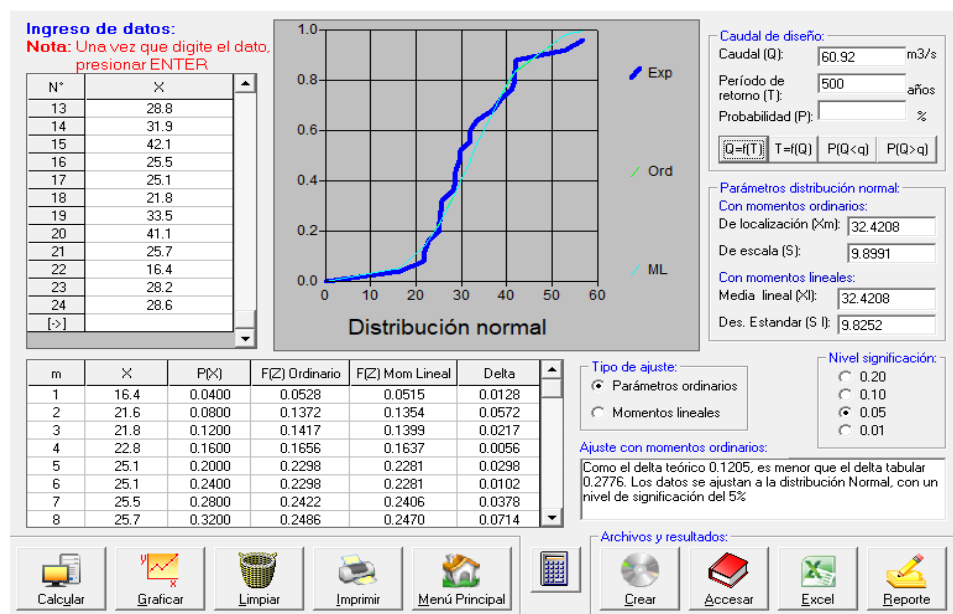 Ingreso de datos:
Nota: Una vez que digite el dato,
presionar ENTER
N° X
13 28.8
14 31.9
15 42.1
16 25.5
17 25.1
18 21.8
19 33.5
20 41.1
21 25.7
22 16.4
23 28.2
24 28.6
[->]
1.0
0.8
0.6
0.4
0.2
0.0
0 10 20 30 40 50 60
Distribución normal
Exp
Ord
ML
Caudal de diseño:
Caudal (Q): 60.92 m3/s
Período de
retorno (T): 500 años
Probabilidad (P): %
Q=f(T) T=f(Q) P(Q<q) P(Q>q)
Parámetros distribución normal:
Con momentos ordinarios:
De localización (Xm): 32.4208
De escala (S): 9.8991
Con momentos lineales:
Media lineal (Xl): 32.4208
Des. Estandar (S l): 9.8252
m X P(X) F(Z) Ordinario F(Z) Mom Lineal Delta
1 16.4 0.0400 0.0528 0.0515 0.0128
2 21.6 0.0800 0.1372 0.1354 0.0572
3 21.8 0.1200 0.1417 0.1399 0.0217
4 22.8 0.1600 0.1656 0.1637 0.0056
5 25.1 0.2000 0.2298 0.2281 0.0298
6 25.1 0.2400 0.2298 0.2281 0.0102
7 25.5 0.2800 0.2422 0.2406 0.0378
8 25.7 0.3200 0.2486 0.2470 0.0714
Tipo de ajuste:
Parámetros ordinarios
Momentos lineales
Nivel significación:
0.20
0.10
0.05
0.01
Ajuste con momentos ordinarios:
Como el delta teórico 0.1205, es menor que el delta tabular
0.2776. Los datos se ajustan a la distribución Normal, con un
nivel de significación del 5%
Calcular Graficar Limpiar Imprimir Menú Principal
Archivos y resultados:
Crear Accesar Excel Reporte